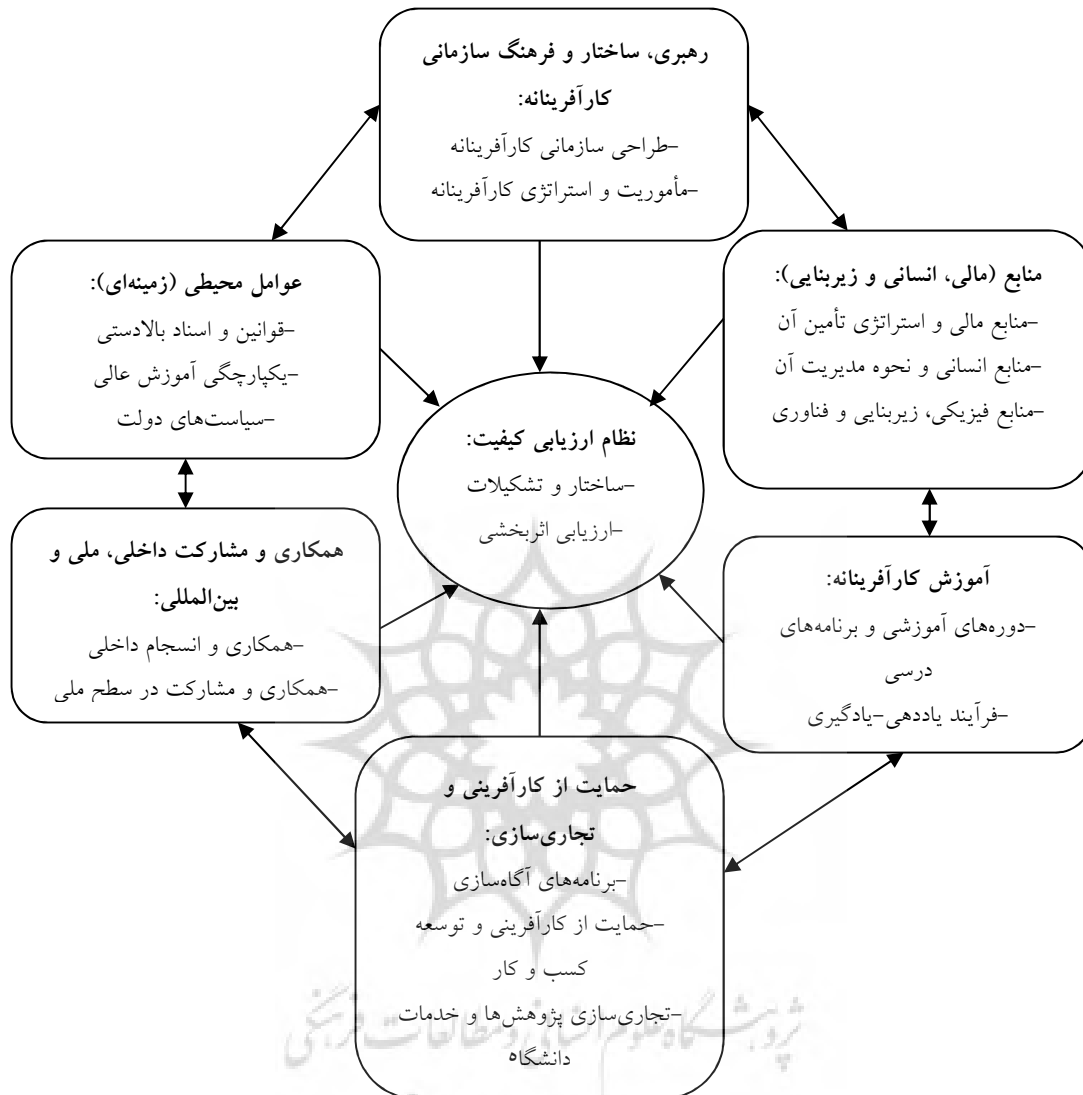 رهبری، ساختار و فرهنگ سازمانی
کارآفرینانه:
-طراحی سازمانی کارآفرینانه
-مأموریت و استراتژی کارآفرینانه
منابع (مالی، انسانی و زیربنایی):
-منابع مالی و استراتژی تأمین آن
-منابع انسانی و نحوه مدیریت آن
-منابع فیزیکی، زیربنایی و فناوری
عوامل محیطی (زمینه‌ای):
-قوانین و اسناد بالادستی
-یکپارچگی آموزش عالی
-سیاست‌های دولت
نظام ارزیابی کیفیت:
-ساختار و تشکیلات
-ارزیابی اثربخشی
آموزش کارآفرینانه:
-دوره‌های آموزشی و برنامه‌های
درسی
-فرآیند یاددهی-یادگیری
همکاری و مشارکت داخلی، ملی و
بین‌المللی:
-همکاری و انسجام داخلی
-همکاری و مشارکت در سطح ملی
حمایت از کارآفرینی و
تجاری‌سازی:
-برنامه‌های آگاه‌سازی
-حمایت از کارآفرینی و توسعه
کسب و کار
-تجاری‌سازی پژوهش‌ها و خدمات
دانشگاه
پژوهشگاه علوم انسانی و مطالعات فرهنگی